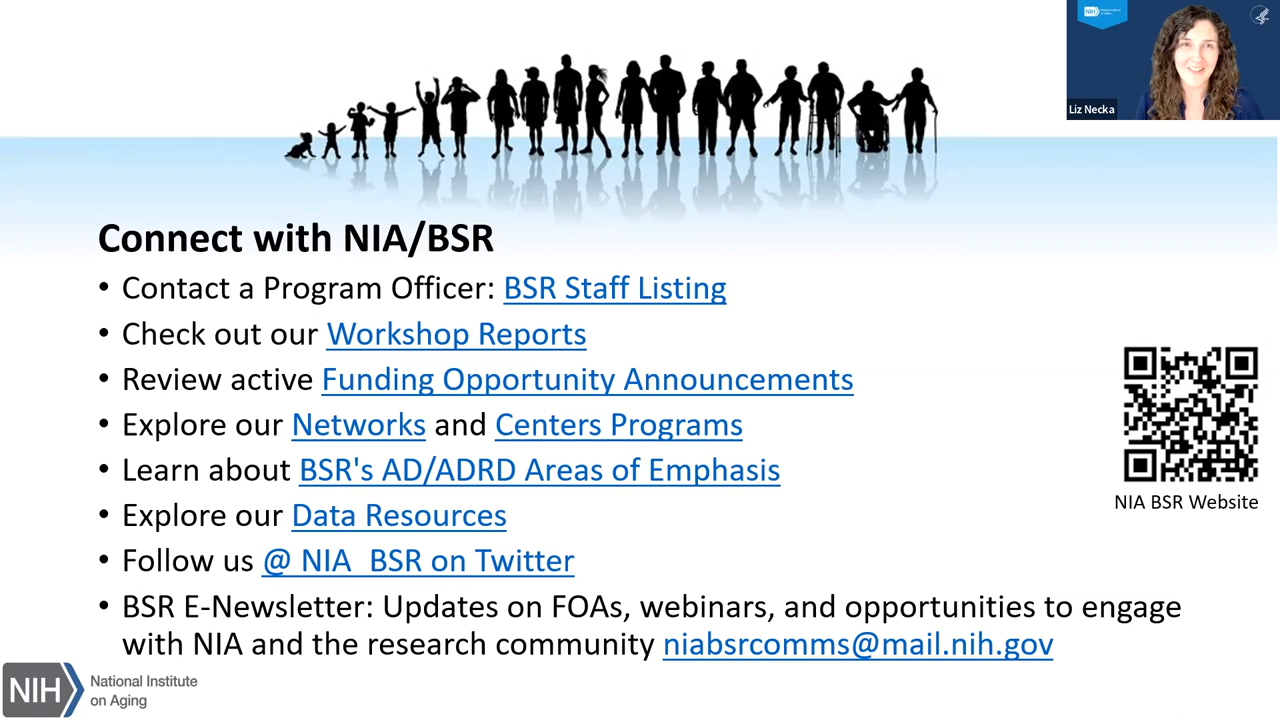 NIH
Liz Necka
Connect with NIA/BSR
• Contact a Program Officer: BSR Staff Listing
• Check out our Workshop Reports
• Review active Funding Opportunity Announcements
• Explore our Networks and Centers Programs
• Learn about BSR's AD/ADRD Areas of Emphasis
• Explore our Data Resources
• Follow us @ NIA_BSR on Twitter
• BSR E-Newsletter: Updates on FOAs, webinars, and opportunities to engage
with NIA and the research community niabsrcomms@mail.nih.gov
NIA BSR Website
NIH
National Institute
on Aging